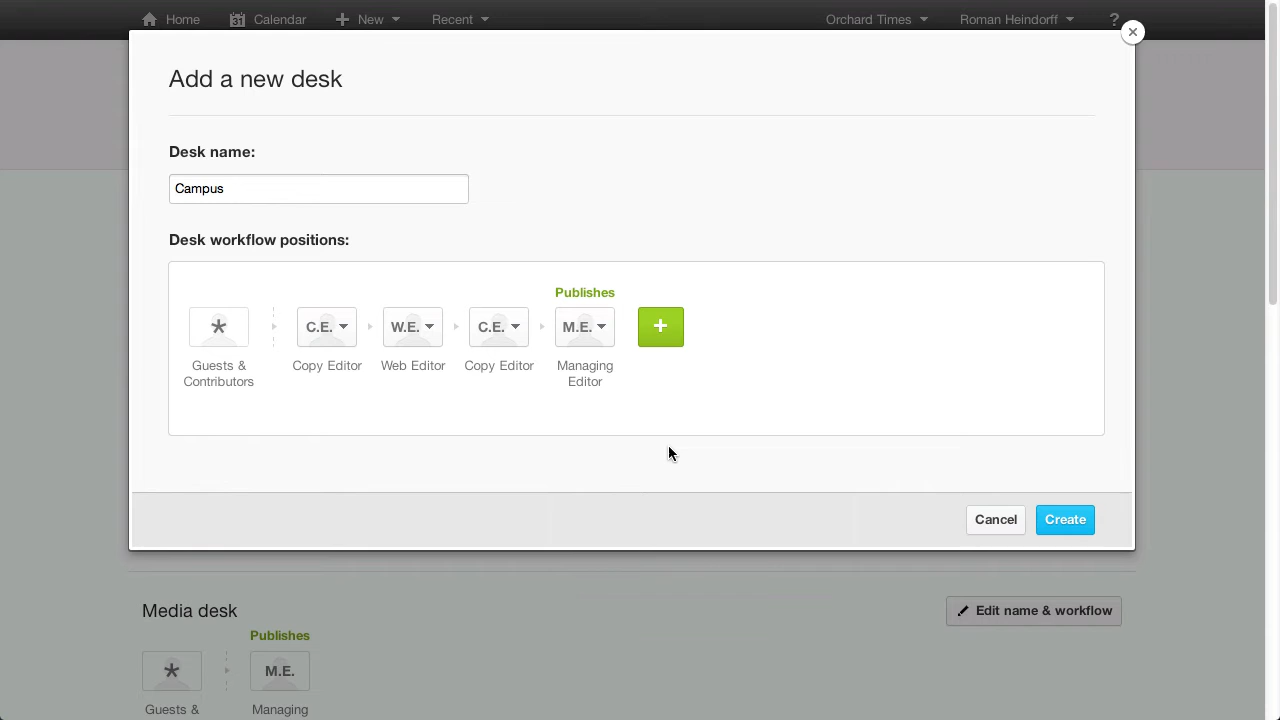 Home 31 Calendar New Recent Orchard Times Roman Heindorff ?
Add a new desk
Desk name:
Campus
Desk workflow positions:
Publishes
* C.E. W.E. C.E. M.E. +
Guests & Copy Editor Web Editor Copy Editor Managing
Contributors Editor
Cancel Create
Media desk Edit name & workflow
Publishes
* M.E.
Guests & Managing